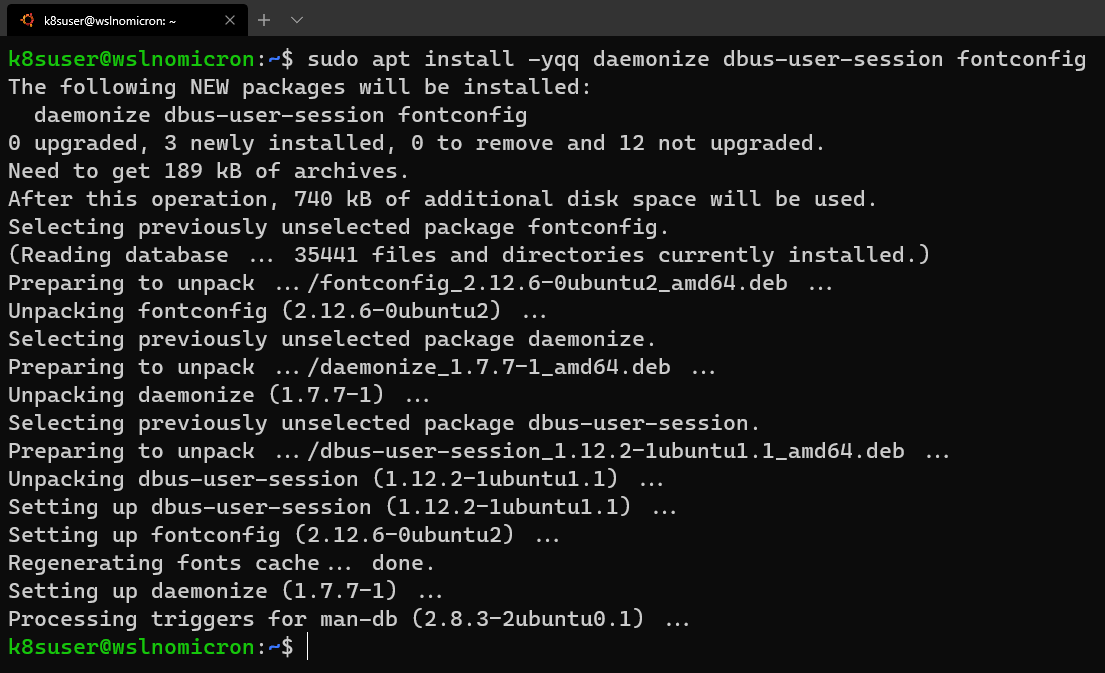 k8suser@wslnomicron: ~
k8suser@wslnomicron:~$ sudo apt install -yqq daemonize dbus-user-session fontconfig
The following NEW packages will be installed:
  daemonize dbus-user-session fontconfig
0 upgraded, 3 newly installed, 0 to remove and 12 not upgraded.
Need to get 189 kB of archives.
After this operation, 740 kB of additional disk space will be used.
Selecting previously unselected package fontconfig.
(Reading database ... 35441 files and directories currently installed.)
Preparing to unpack .../fontconfig_2.12.6-0ubuntu2_amd64.deb ...
Unpacking fontconfig (2.12.6-0ubuntu2) ...
Selecting previously unselected package daemonize.
Preparing to unpack .../daemonize_1.7.7-1_amd64.deb ...
Unpacking daemonize (1.7.7-1) ...
Selecting previously unselected package dbus-user-session.
Preparing to unpack .../dbus-user-session_1.12.2-1ubuntu1.1_amd64.deb ...
Unpacking dbus-user-session (1.12.2-1ubuntu1.1) ...
Setting up dbus-user-session (1.12.2-1ubuntu1.1) ...
Setting up fontconfig (2.12.6-0ubuntu2) ...
Regenerating fonts cache... done.
Setting up daemonize (1.7.7-1) ...
Processing triggers for man-db (2.8.3-2ubuntu0.1) ...
k8suser@wslnomicron:~$